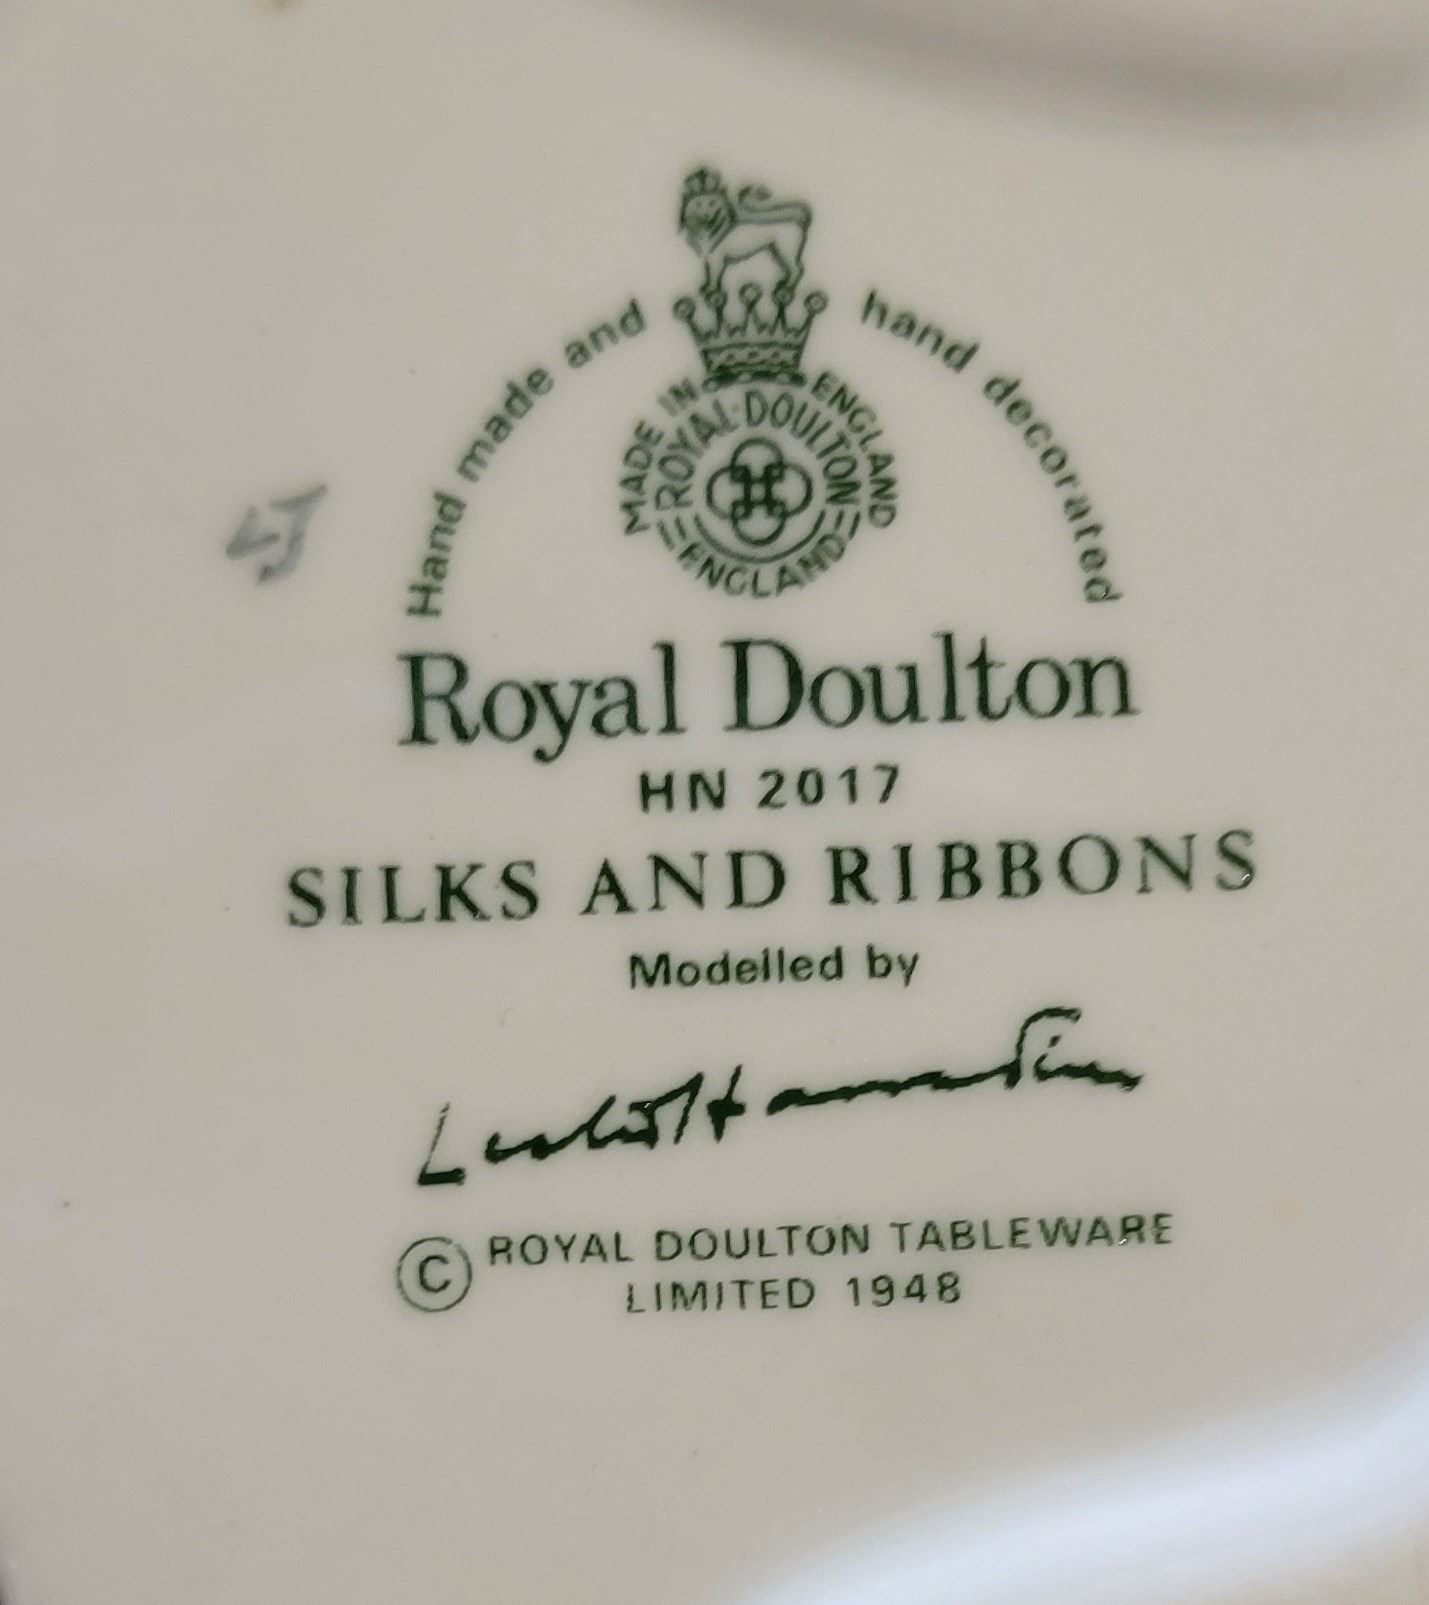 Hand made and hand decorated
MADE IN ENGLAND
ROYAL·DOULTON
ENGLAND
Royal Doulton
HN 2017
SILKS AND RIBBONS
Modelled by
© ROYAL DOULTON TABLEWARE
LIMITED 1948